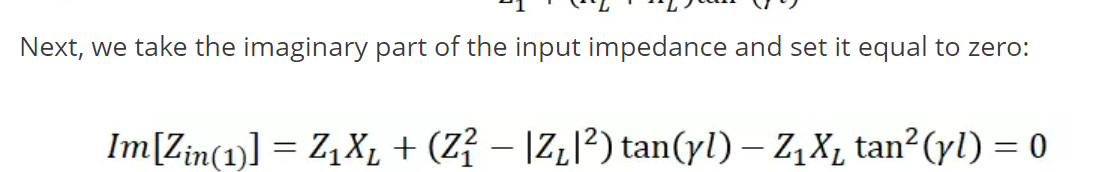 Next, we take the imaginary part of the input impedance and set it equal to zero:
Im[Z_{in(1)}] = Z_1X_L + (Z_1^2 − |Z_L|^2) tan(γl) − Z_1X_L tan^2(γl) = 0